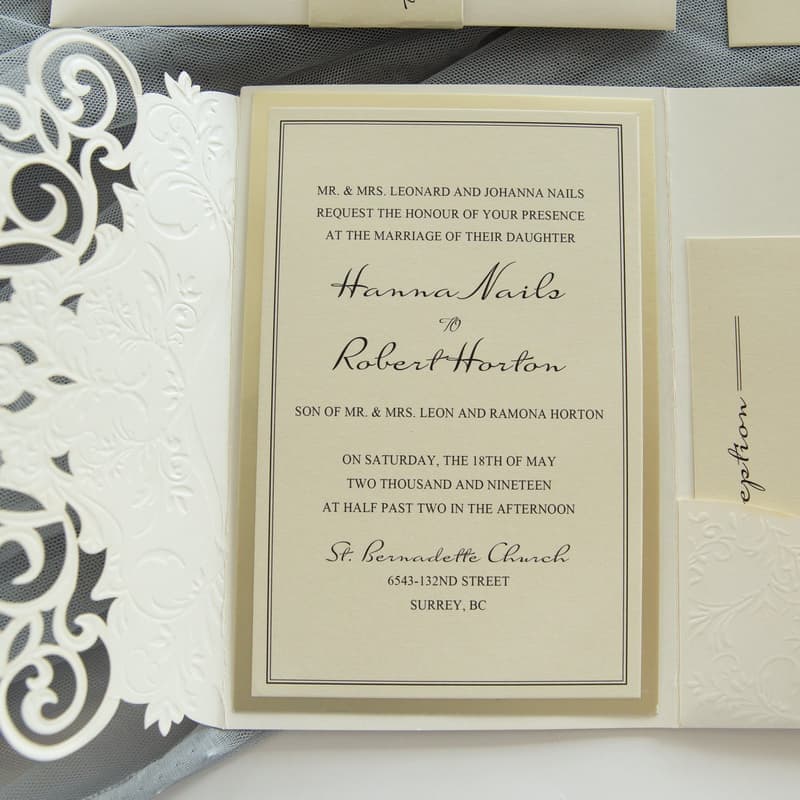 MR. & MRS. LEONARD AND JOHANNA NAILS
REQUEST THE HONOUR OF YOUR PRESENCE
AT THE MARRIAGE OF THEIR DAUGHTER
Hanna Nails
TO
Robert Horton
SON OF MR. & MRS. LEON AND RAMONA HORTON
ON SATURDAY, THE 18TH OF MAY
TWO THOUSAND AND NINETEEN
AT HALF PAST TWO IN THE AFTERNOON
St. Bernadette Church
6543-132ND STREET
SURREY, BC